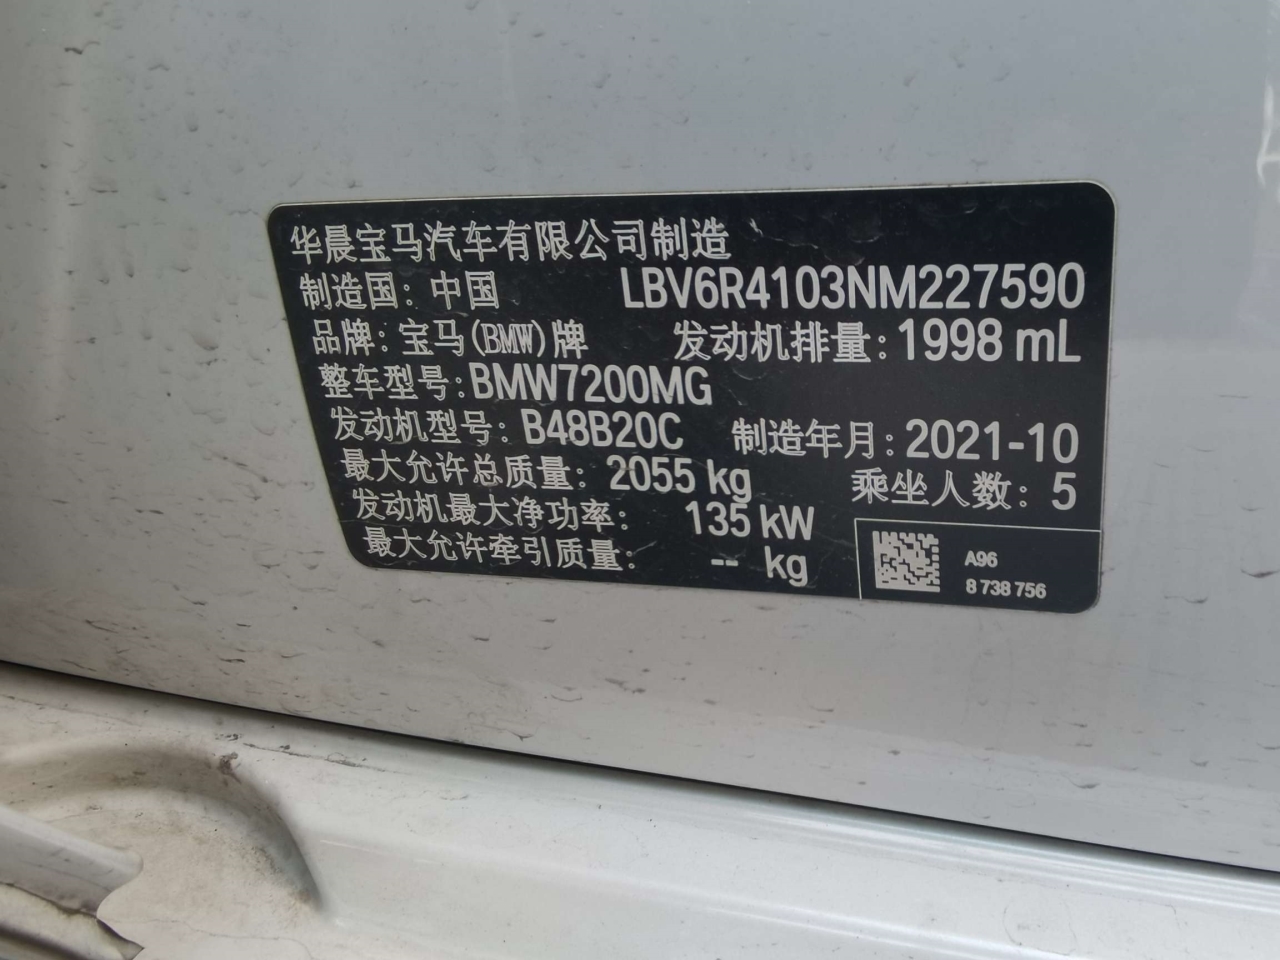 华晨宝马汽车有限公司制造
制造国：中国 LBV6R4103NM227590
品牌：宝马(BMW)牌 发动机排量：1998 mL
整车型号：BMW7200MG
发动机型号：B48B20C 制造年月：2021-10
最大允许总质量：2055 kg 乘坐人数：5
发动机最大净功率：135 kW
最大允许牵引质量：-- kg
A96
8 738 756